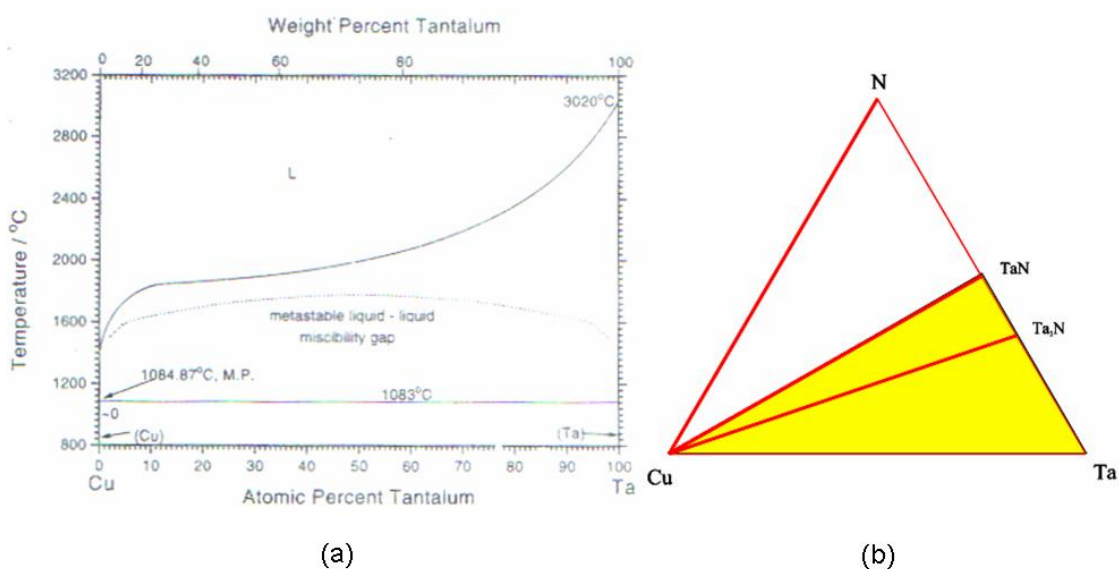 Weight Percent Tantalum
0 20 40 60 80 100
3200
2800
2400
2000
1600
1200
800
Temperature / °C
3020°C
L
metastable liquid - liquid
miscibility gap
1084.87°C, M.P.
1083°C
~0
(Cu)
(Ta)
0 10 20 30 40 50 60 70 80 90 100
Cu
Ta
Atomic Percent Tantalum
(a)
N
TaN
Ta₂N
Cu
Ta
(b)